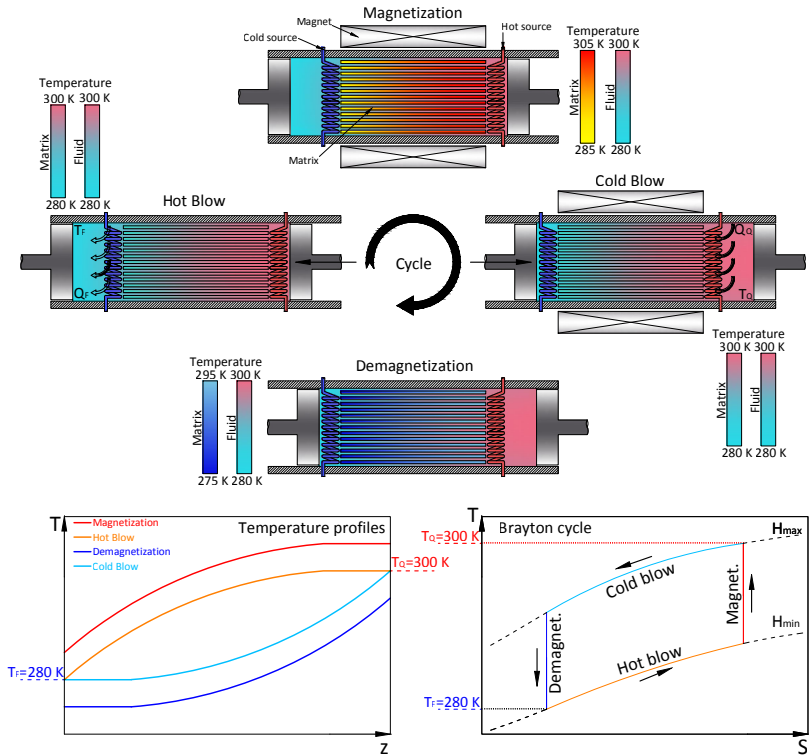 Magnetization
Magnet
Cold source
Hot source
Matrix
Temperature
305 K 300 K
Matrix
Fluid
285 K 280 K
Temperature
300 K 300 K
Matrix
Fluid
280 K 280 K
Hot Blow
T_F
Q_F
Cycle
Cold Blow
Q_Q
T_Q
Temperature
300 K 300 K
Matrix
Fluid
280 K 280 K
Demagnetization
Temperature
295 K 300 K
Matrix
Fluid
275 K 280 K
T
Magnetization
Hot Blow
Demagnetization
Cold Blow
Temperature profiles
T_Q=300 K
T_F=280 K
z
T
Brayton cycle
H_max
T_Q=300 K
Cold blow
Magnet.
H_min
Demagnet.
Hot blow
T_F=280 K
S